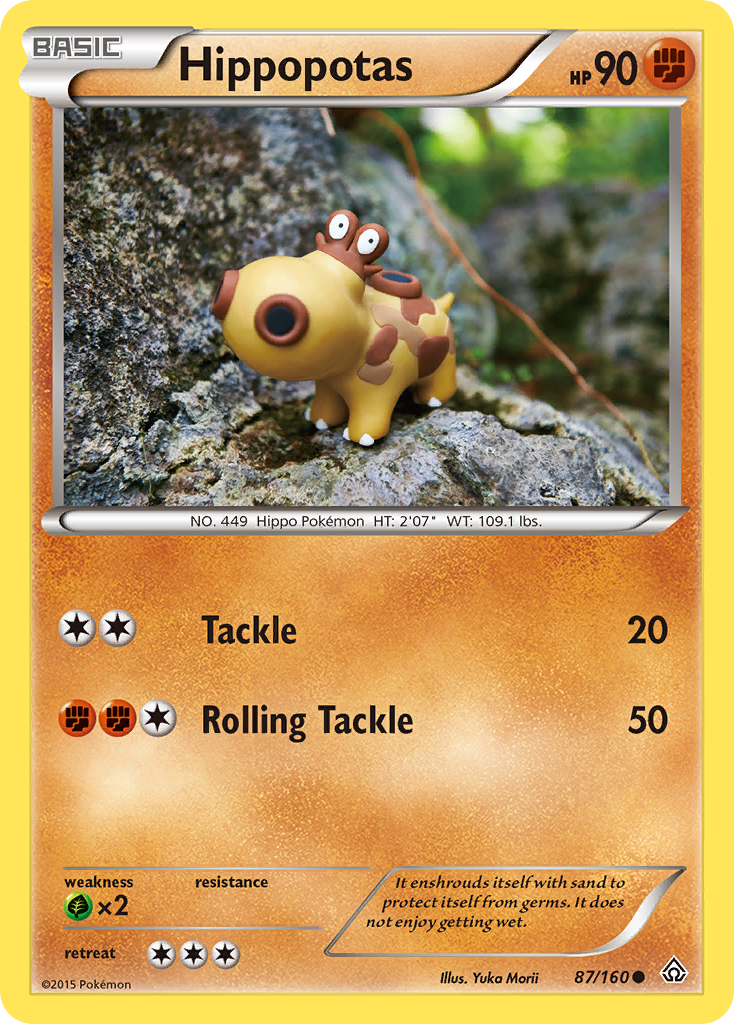 BASIC
Hippopotas
HP 90
NO. 449 Hippo Pokémon HT: 2'07" WT: 109.1 lbs.
Tackle 20
Rolling Tackle 50
weakness resistance
×2
It enshrouds itself with sand to
protect itself from germs. It does
not enjoy getting wet.
retreat
©2015 Pokémon
Illus. Yuka Morii 87/160